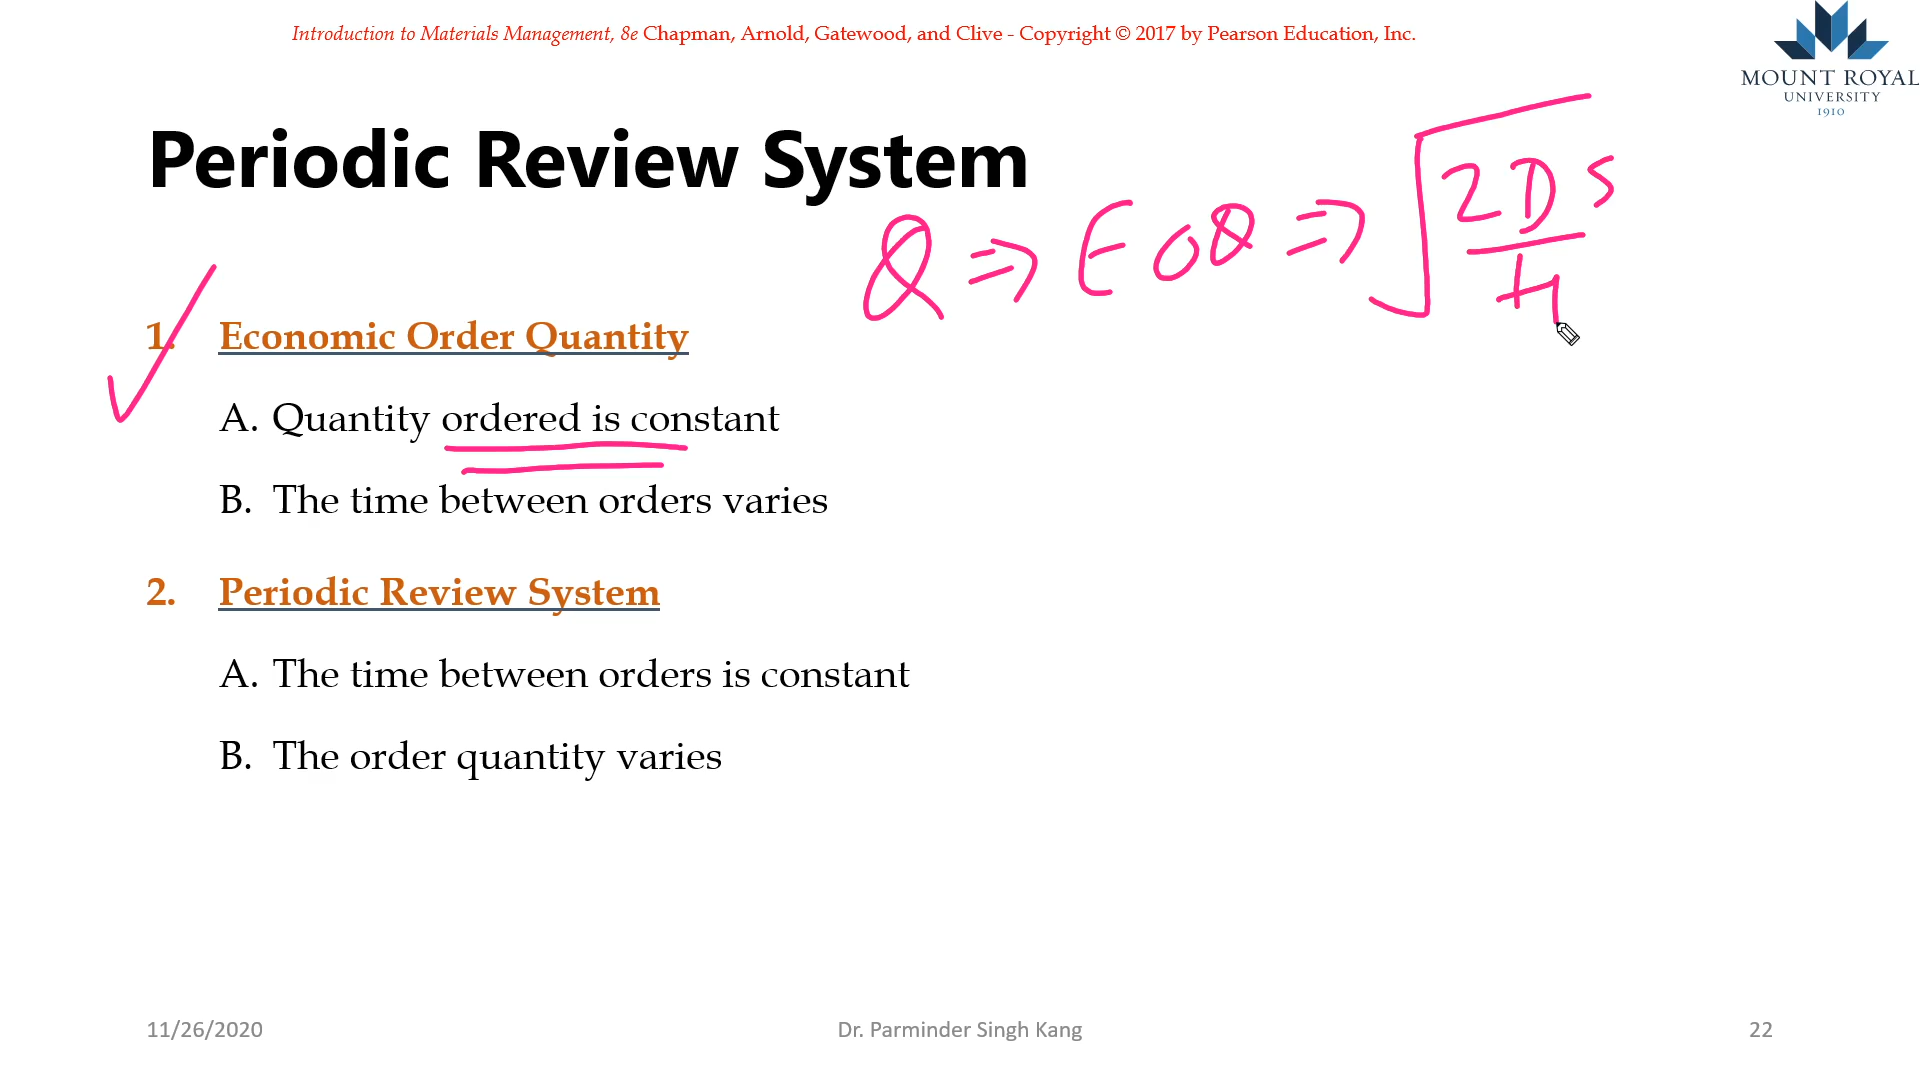 Introduction to Materials Management, 8e Chapman, Arnold, Gatewood, and Clive - Copyright © 2017 by Pearson Education, Inc.
MOUNT ROYAL
UNIVERSITY
1910
Periodic Review System
Q ⇒ EOQ ⇒ √(2DS/H)
1. Economic Order Quantity
A. Quantity ordered is constant
B. The time between orders varies
2. Periodic Review System
A. The time between orders is constant
B. The order quantity varies
11/26/2020
Dr. Parminder Singh Kang
22